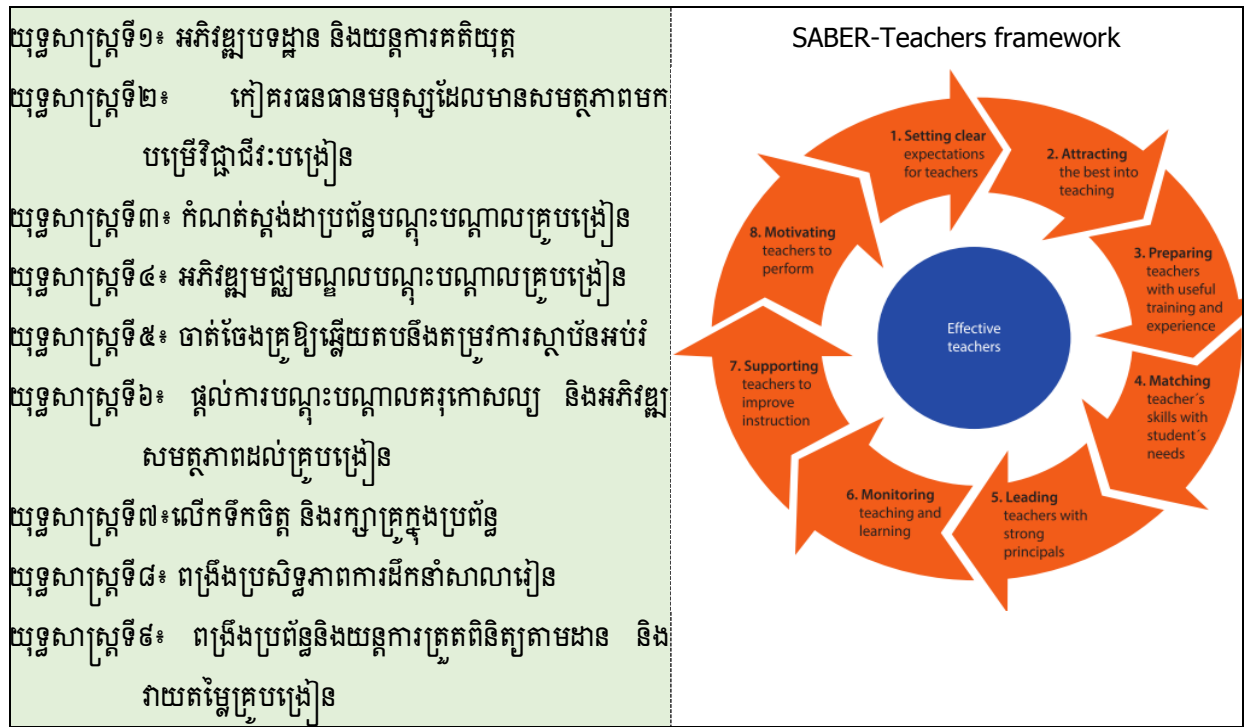 យុទ្ធសាស្ត្រទី១៖ អភិវឌ្ឍបទដ្ឋាន និងយន្តការគតិយុត្ត
យុទ្ធសាស្ត្រទី២៖ កៀគរធនធានមនុស្សដែលមានសមត្ថភាពមក
បម្រើវិជ្ជាជីវៈបង្រៀន
យុទ្ធសាស្ត្រទី៣៖ កំណត់ស្តង់ដាប្រព័ន្ធបណ្តុះបណ្តាលគ្រូបង្រៀន
យុទ្ធសាស្ត្រទី៤៖ អភិវឌ្ឍមជ្ឈមណ្ឌលបណ្តុះបណ្តាលគ្រូបង្រៀន
យុទ្ធសាស្ត្រទី៥៖ ចាត់ចែងគ្រូឱ្យឆ្លើយតបនឹងតម្រូវការស្ថាប័នអប់រំ
យុទ្ធសាស្ត្រទី៦៖ ផ្តល់ការបណ្តុះបណ្តាលគរុកោសល្យ និងអភិវឌ្ឍ
សមត្ថភាពដល់គ្រូបង្រៀន
យុទ្ធសាស្ត្រទី៧៖លើកទឹកចិត្ត និងរក្សាគ្រូក្នុងប្រព័ន្ធ
យុទ្ធសាស្ត្រទី៨៖ ពង្រឹងប្រសិទ្ធភាពការដឹកនាំសាលារៀន
យុទ្ធសាស្ត្រទី៩៖ ពង្រឹងប្រព័ន្ធនិងយន្តការត្រួតពិនិត្យតាមដាន និង
វាយតម្លៃគ្រូបង្រៀន
SABER-Teachers framework
1. Setting clear
expectations
for teachers
2. Attracting
the best into
teaching
3. Preparing
teachers
with useful
training and
experience
4. Matching
teacher´s
skills with
student´s
needs
5. Leading
teachers with
strong
principals
6. Monitoring
teaching and
learning
7. Supporting
teachers to
improve
instruction
8. Motivating
teachers to
perform
Effective
teachers